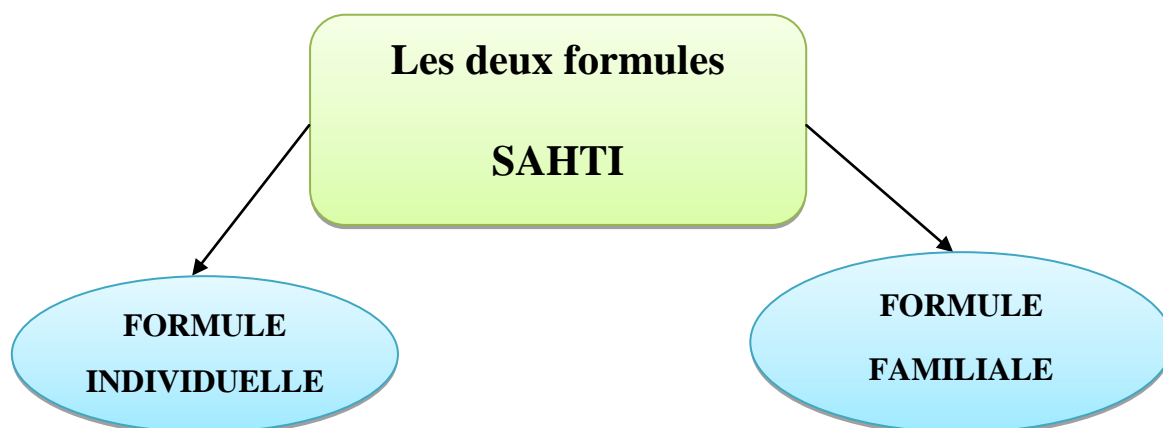 Les deux formules
SAHTI
FORMULE
INDIVIDUELLE
FORMULE
FAMILIALE